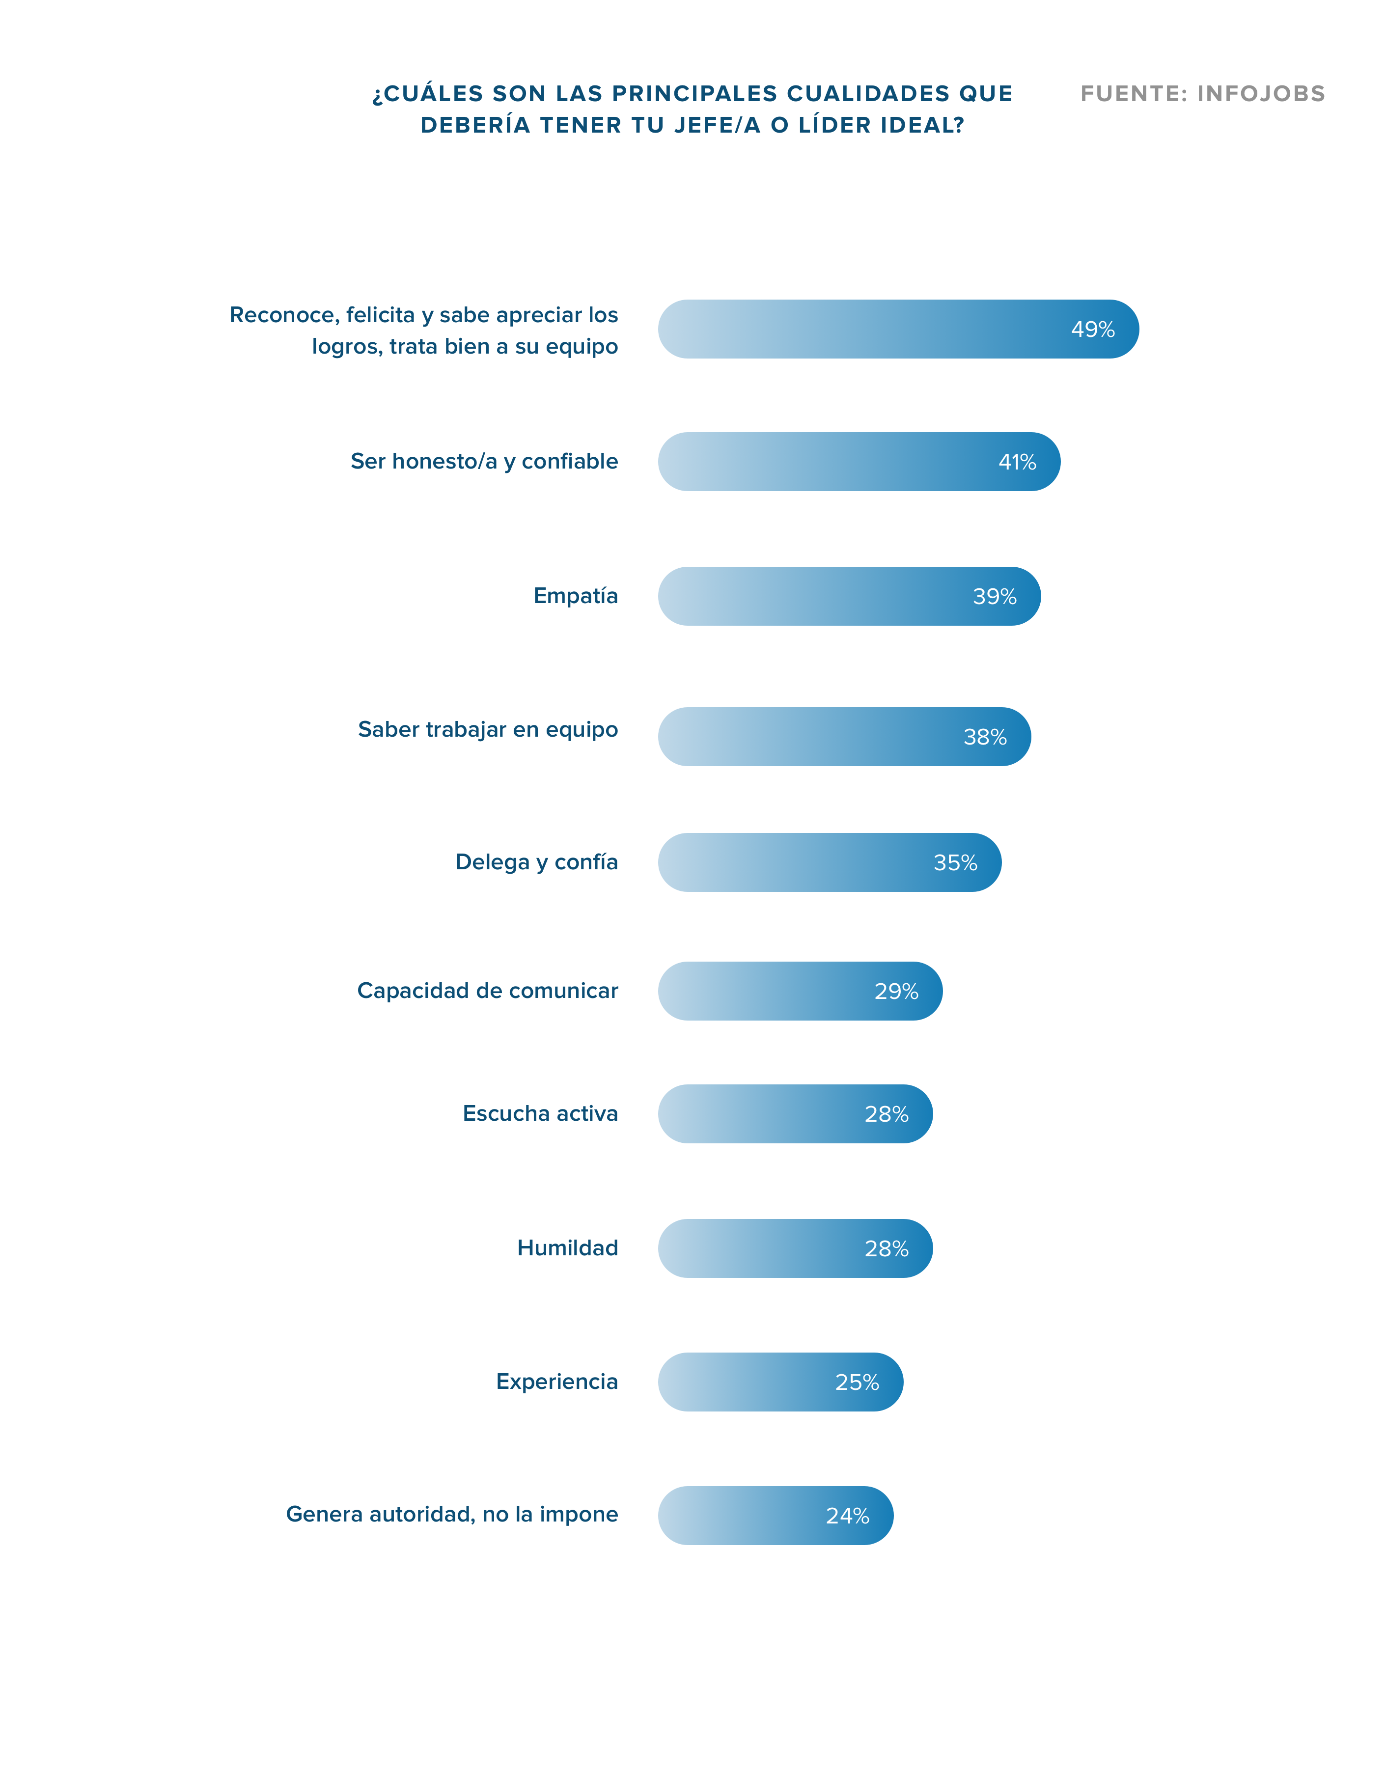 ¿CUÁLES SON LAS PRINCIPALES CUALIDADES QUE
DEBERÍA TENER TU JEFE/A O LÍDER IDEAL?
FUENTE: INFOJOBS
Reconoce, felicita y sabe apreciar los
logros, trata bien a su equipo
49%
Ser honesto/a y confiable
41%
Empatía
39%
Saber trabajar en equipo
38%
Delega y confía
35%
Capacidad de comunicar
29%
Escucha activa
28%
Humildad
28%
Experiencia
25%
Genera autoridad, no la impone
24%